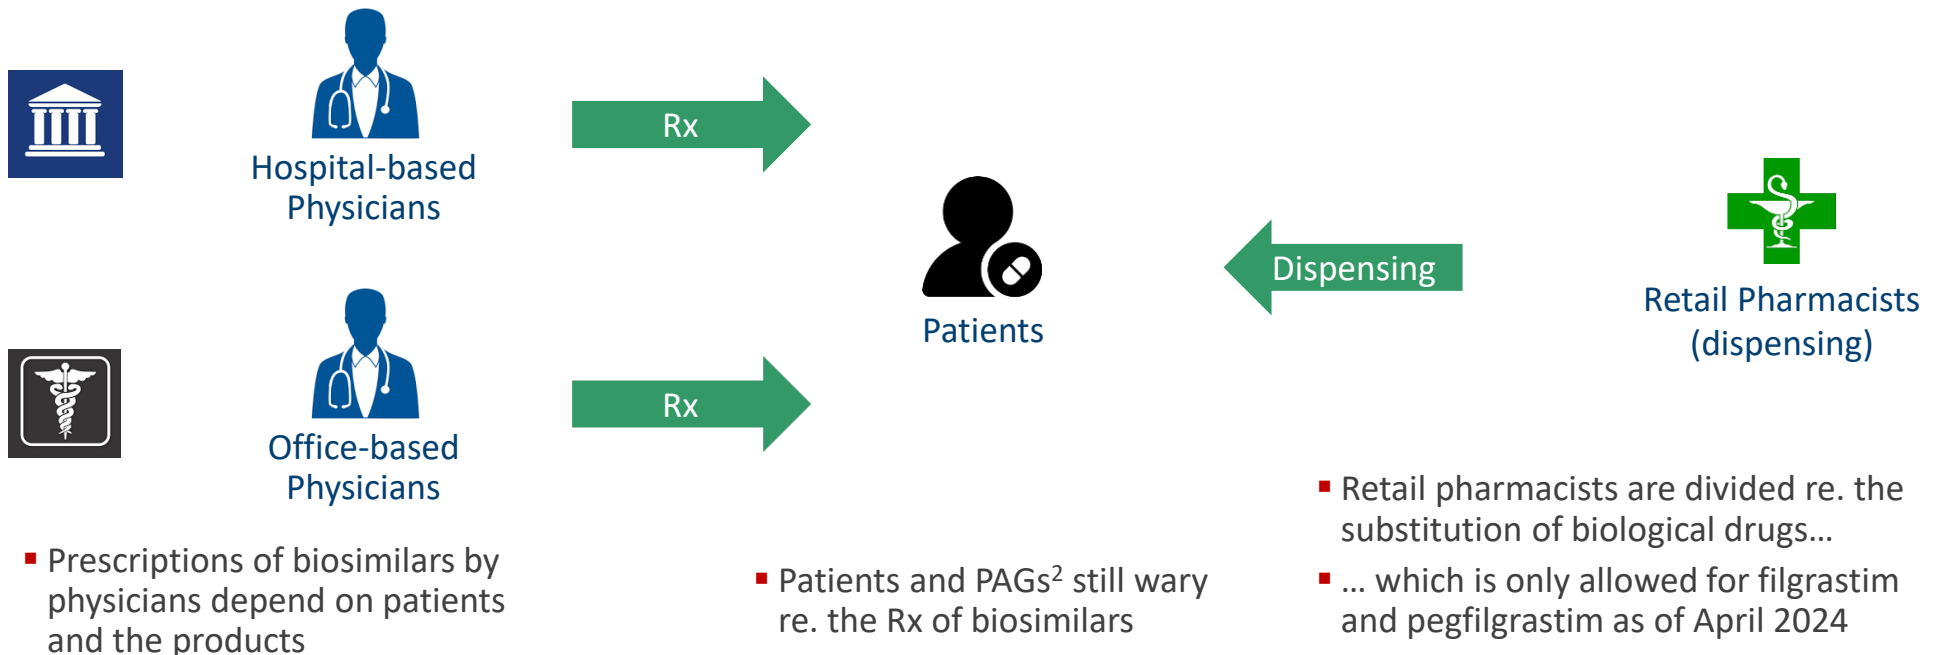 Hospital-based
Physicians
Rx
Office-based
Physicians
Rx
▪ Prescriptions of biosimilars by
physicians depend on patients
and the products
Patients
▪ Patients and PAGs² still wary
re. the Rx of biosimilars
Dispensing
Retail Pharmacists
(dispensing)
▪ Retail pharmacists are divided re. the
substitution of biological drugs…
▪ … which is only allowed for filgrastim
and pegfilgrastim as of April 2024